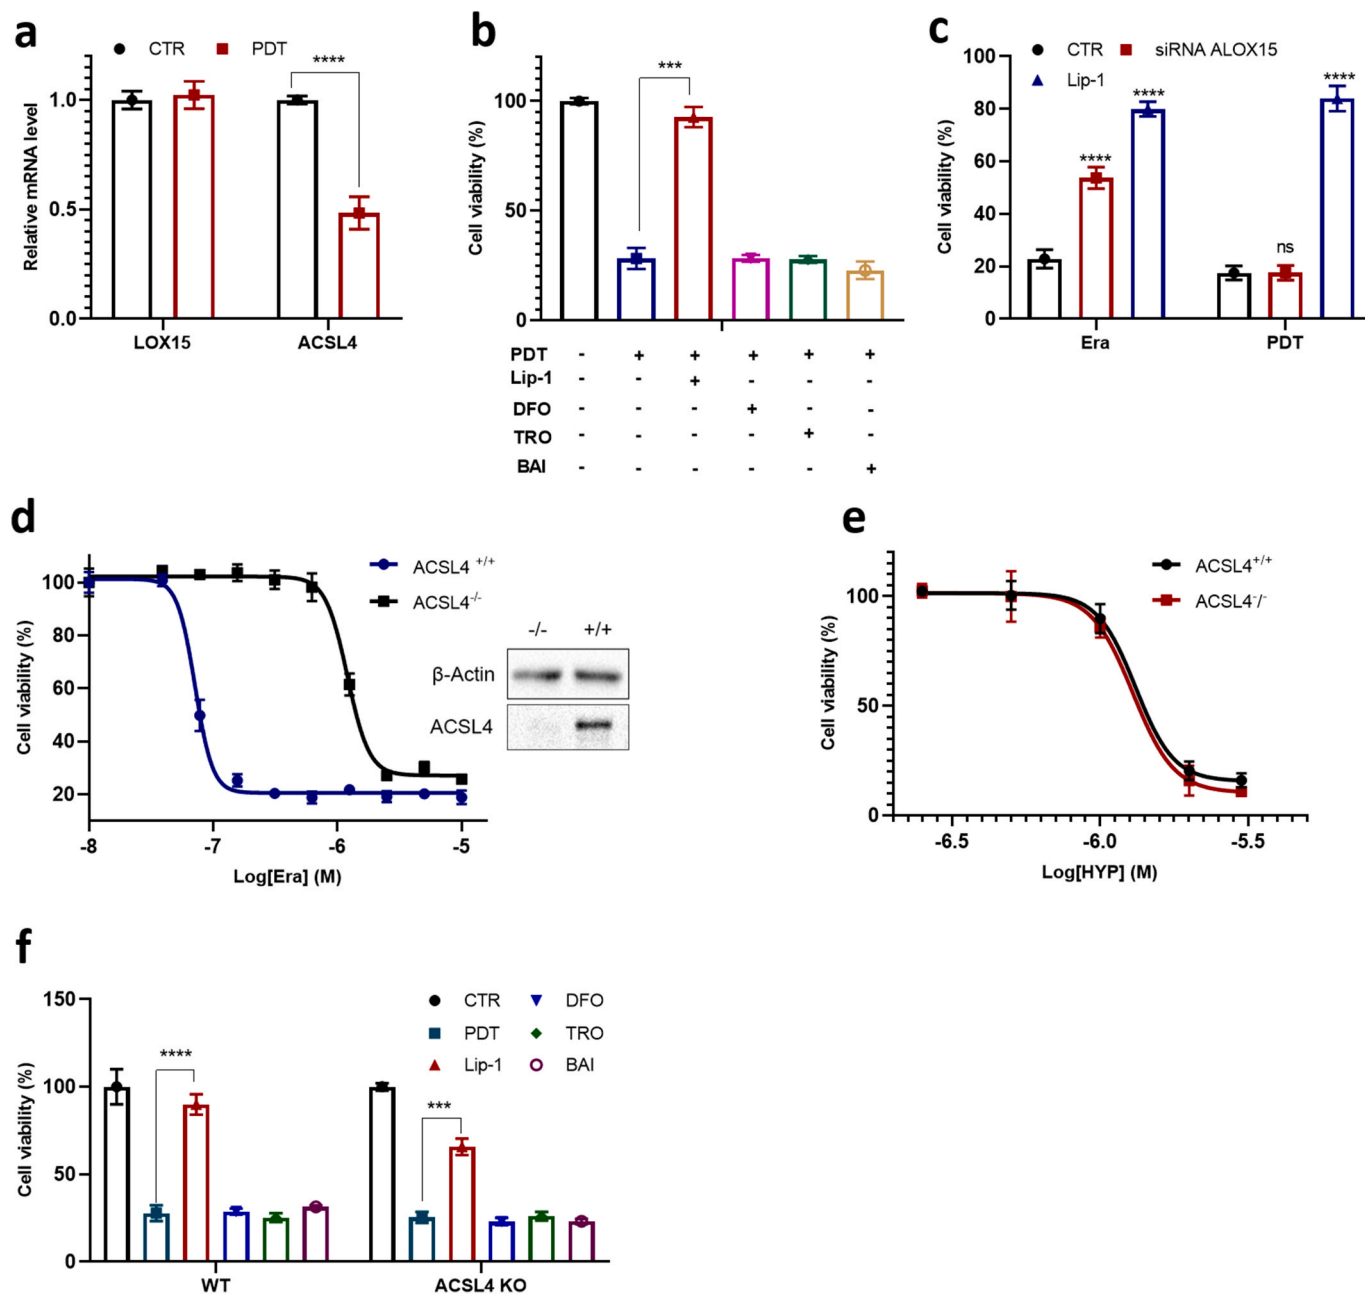 a
CTR PDT
****
Relative mRNA level
1.0
0.5
0.0
LOX15 ACSL4
b
***
Cell viability (%)
100
50
0
PDT - + + + + +
Lip-1 - - + - - -
DFO - - - + - -
TRO - - - - + -
BAI - - - - - +
c
CTR siRNA ALOX15
Lip-1
**** **** ns ****
Cell viability (%)
100
80
60
40
20
0
Era PDT
d
ACSL4 +/+
ACSL4-/-
Cell viability (%)
100
80
60
40
20
-8 -7 -6 -5
Log[Era] (M)
-/- +/+
β-Actin
ACSL4
e
ACSL4+/+
ACSL4-/-
Cell viability (%)
100
50
0
-6.5 -6.0 -5.5
Log[HYP] (M)
f
CTR DFO
PDT TRO
Lip-1 BAI
**** ***
Cell viability (%)
150
100
50
0
WT ACSL4 KO